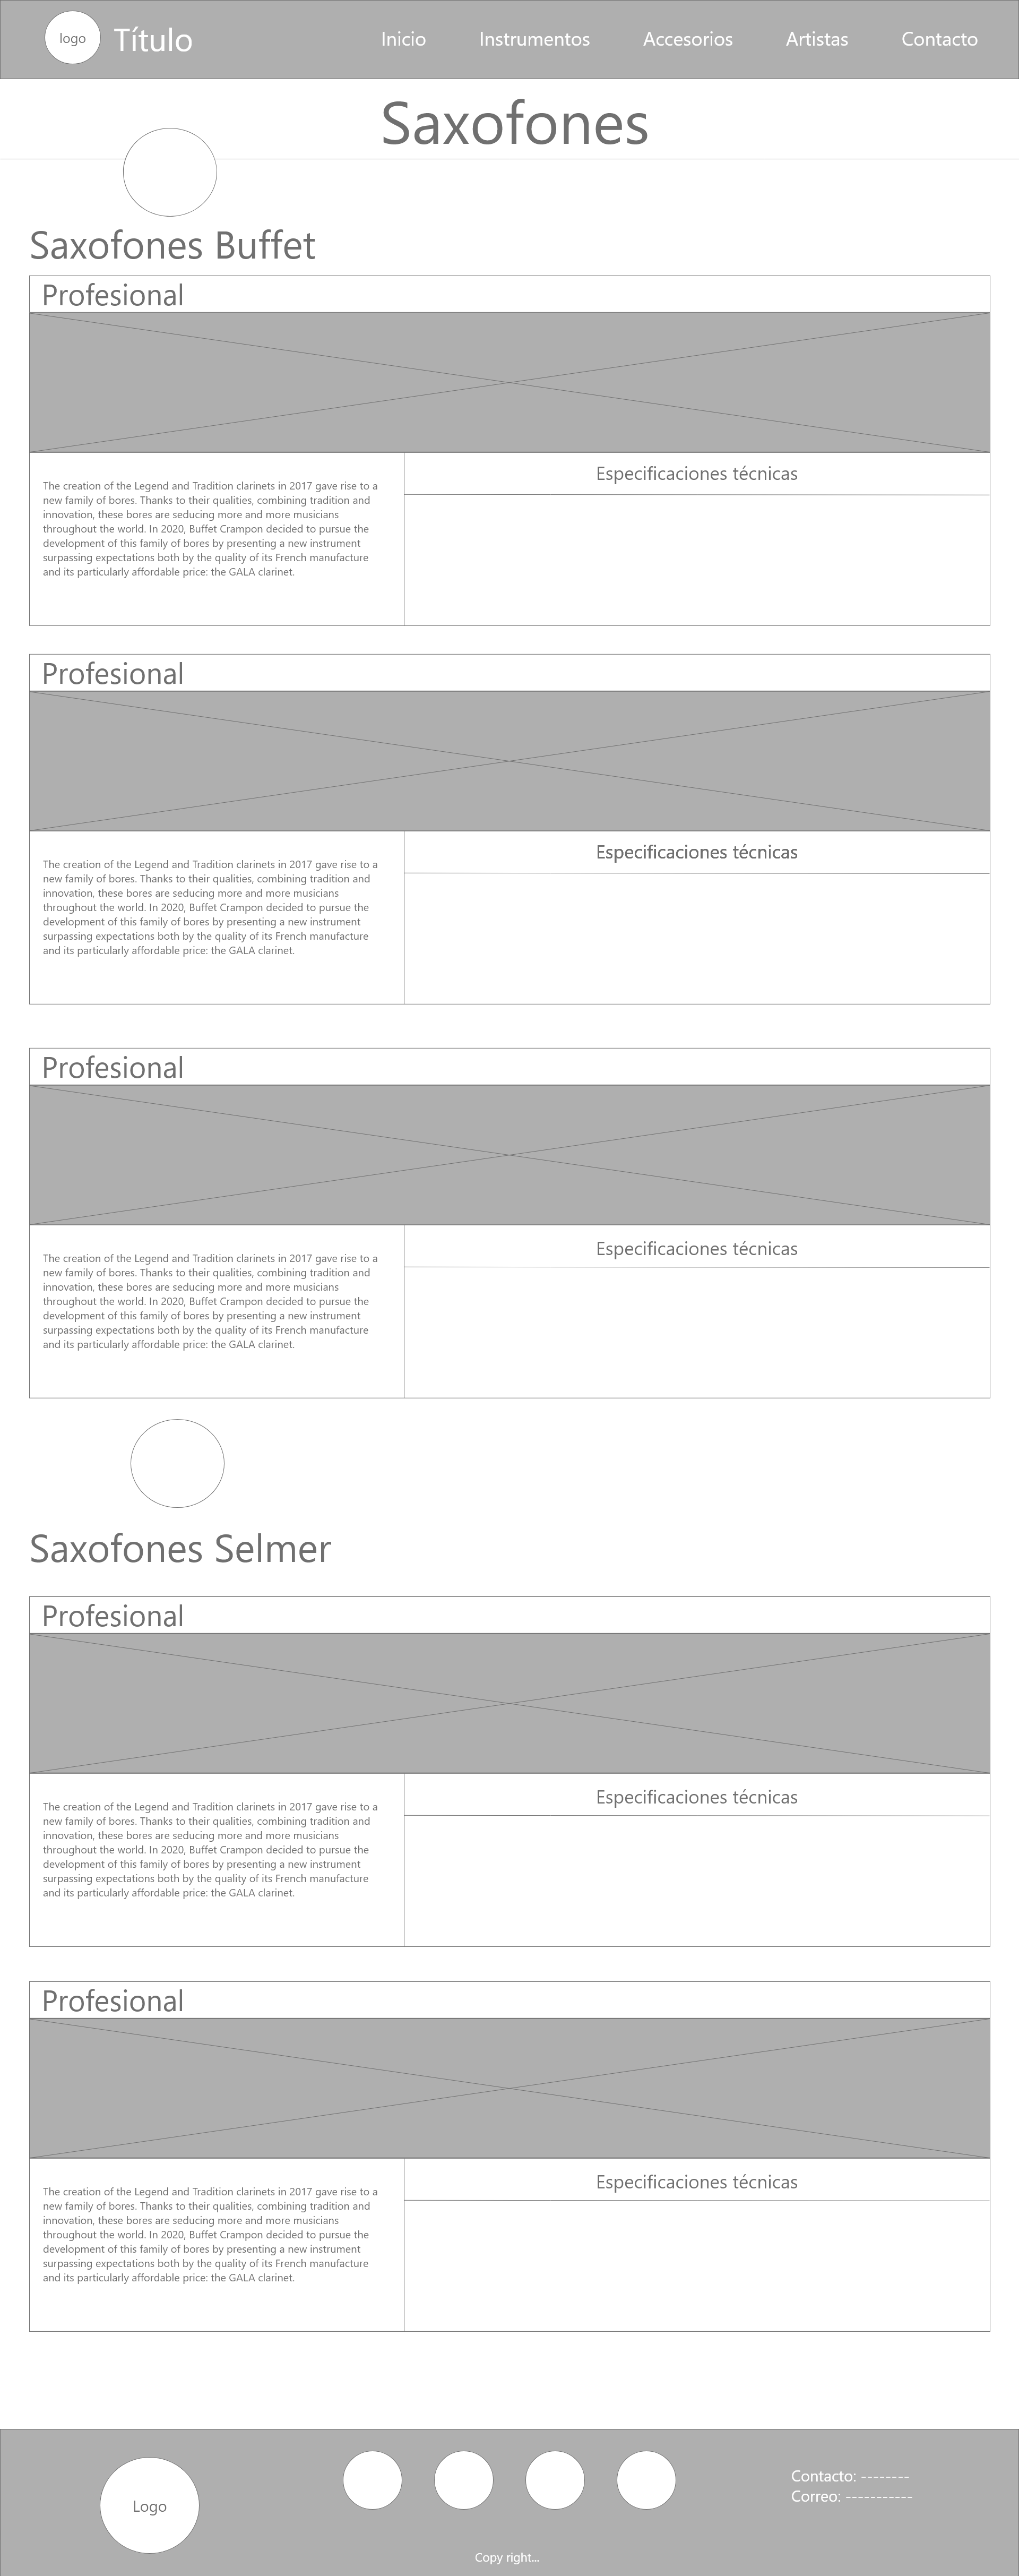 logo
Título
Inicio
Instrumentos
Accesorios
Artistas
Contacto
Saxofones
Saxofones Buffet
Profesional
The creation of the Legend and Tradition clarinets in 2017 gave rise to a
new family of bores. Thanks to their qualities, combining tradition and
innovation, these bores are seducing more and more musicians
throughout the world. In 2020, Buffet Crampon decided to pursue the
development of this family of bores by presenting a new instrument
surpassing expectations both by the quality of its French manufacture
and its particularly affordable price: the GALA clarinet.
Especificaciones técnicas
Profesional
The creation of the Legend and Tradition clarinets in 2017 gave rise to a
new family of bores. Thanks to their qualities, combining tradition and
innovation, these bores are seducing more and more musicians
throughout the world. In 2020, Buffet Crampon decided to pursue the
development of this family of bores by presenting a new instrument
surpassing expectations both by the quality of its French manufacture
and its particularly affordable price: the GALA clarinet.
Especificaciones técnicas
Profesional
The creation of the Legend and Tradition clarinets in 2017 gave rise to a
new family of bores. Thanks to their qualities, combining tradition and
innovation, these bores are seducing more and more musicians
throughout the world. In 2020, Buffet Crampon decided to pursue the
development of this family of bores by presenting a new instrument
surpassing expectations both by the quality of its French manufacture
and its particularly affordable price: the GALA clarinet.
Especificaciones técnicas
Saxofones Selmer
Profesional
The creation of the Legend and Tradition clarinets in 2017 gave rise to a
new family of bores. Thanks to their qualities, combining tradition and
innovation, these bores are seducing more and more musicians
throughout the world. In 2020, Buffet Crampon decided to pursue the
development of this family of bores by presenting a new instrument
surpassing expectations both by the quality of its French manufacture
and its particularly affordable price: the GALA clarinet.
Especificaciones técnicas
Profesional
The creation of the Legend and Tradition clarinets in 2017 gave rise to a
new family of bores. Thanks to their qualities, combining tradition and
innovation, these bores are seducing more and more musicians
throughout the world. In 2020, Buffet Crampon decided to pursue the
development of this family of bores by presenting a new instrument
surpassing expectations both by the quality of its French manufacture
and its particularly affordable price: the GALA clarinet.
Especificaciones técnicas
Logo
Contacto: --------
Correo: -----------
Copy right...